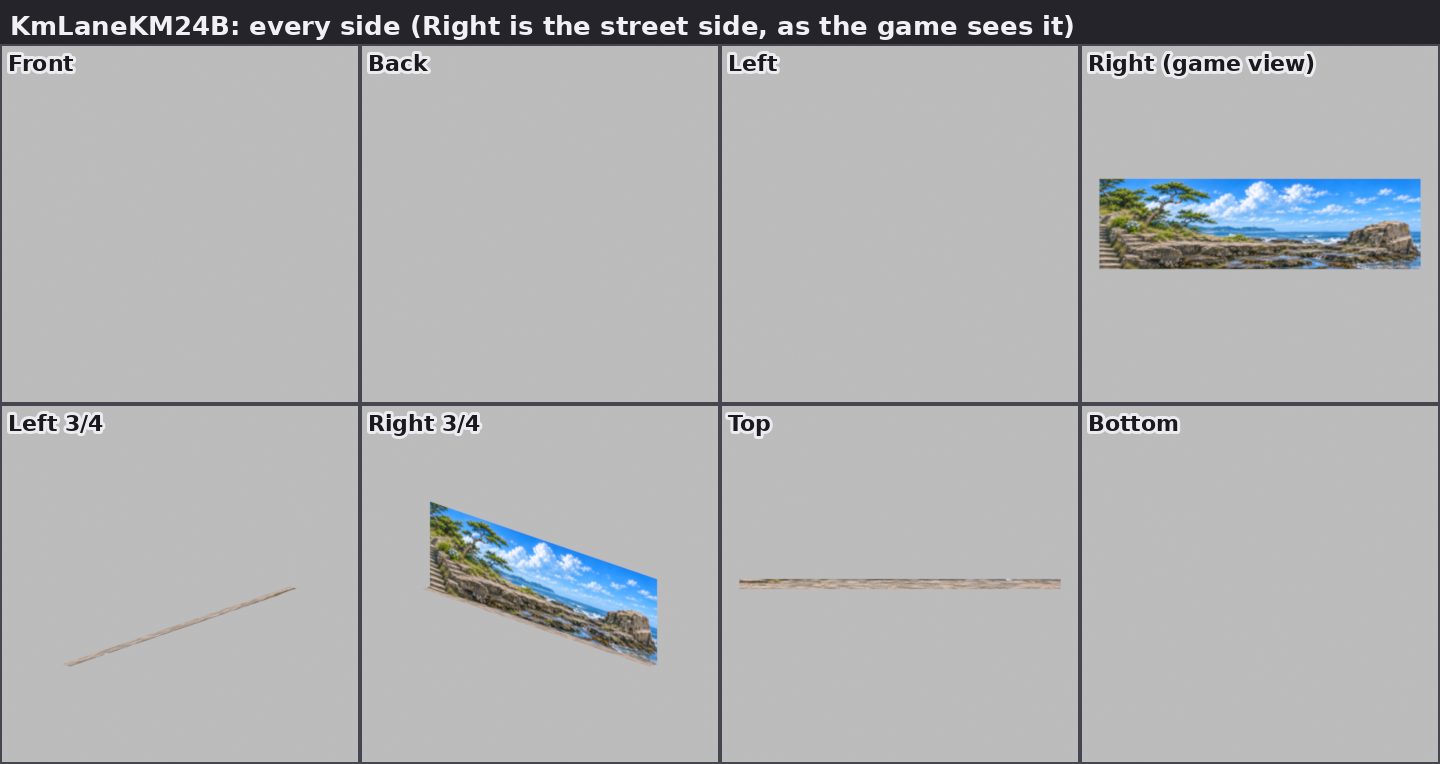 KmLaneKM24B: every side (Right is the street side, as the game sees it)
Front
Back
Left
Right (game view)
Left 3/4
Right 3/4
Top
Bottom